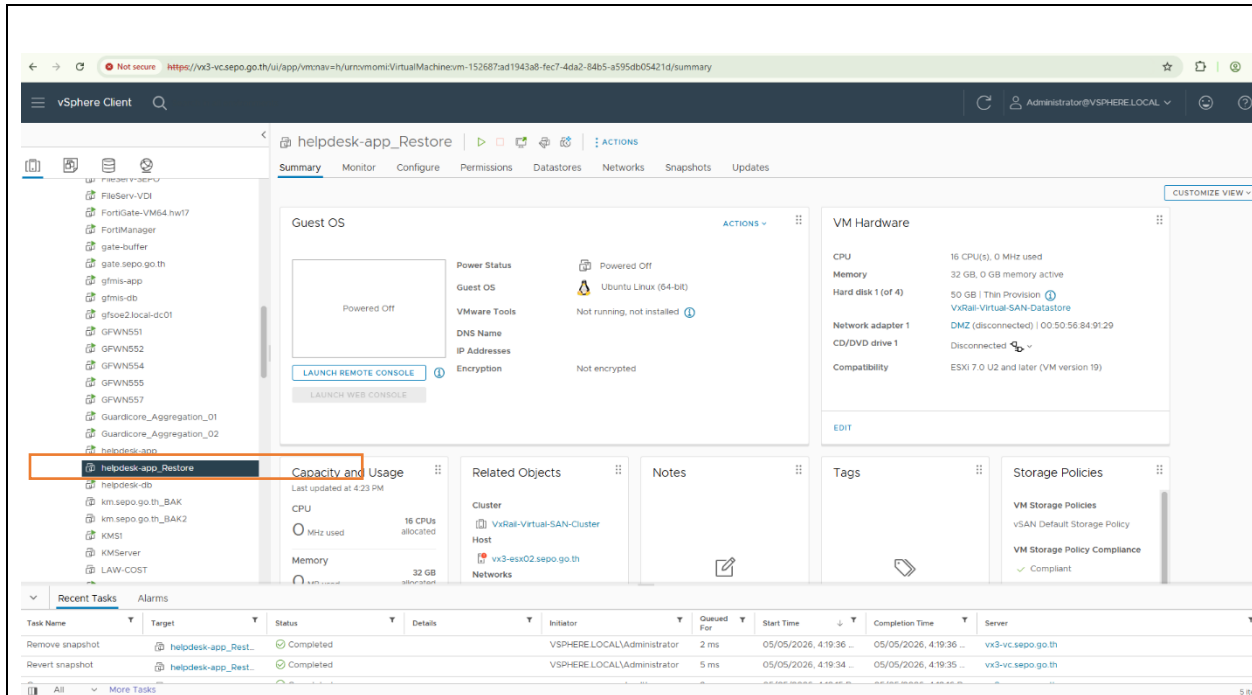 Not secure https://vx3-vc.sepo.go.th/ui/app/vm;nav=h/urn:vmomi:VirtualMachine:vm-152687:ad1943a8-fec7-4da2-84b5-a595db05421d/summary
vSphere Client
Administrator@VSPHERE.LOCAL
helpdesk-app_Restore
ACTIONS
Summary Monitor Configure Permissions Datastores Networks Snapshots Updates
CUSTOMIZE VIEW
FileServ-SEPO
FileServ-VDI
FortiGate-VM64.hw17
FortiManager
gate-buffer
gate.sepo.go.th
gfmis-app
gfmis-db
gfsoe2.local-dc01
GFWN551
GFWN552
GFWN554
GFWN555
GFWN557
Guardicore_Aggregation_01
Guardicore_Aggregation_02
helpdesk-app
helpdesk-app_Restore
helpdesk-db
km.sepo.go.th_BAK
km.sepo.go.th_BAK2
KMS1
KMServer
LAW-COST
Guest OS
ACTIONS
Powered Off
LAUNCH REMOTE CONSOLE
LAUNCH WEB CONSOLE
Power Status Powered Off
Guest OS Ubuntu Linux (64-bit)
VMware Tools Not running, not installed
DNS Name
IP Addresses
Encryption Not encrypted
VM Hardware
CPU 16 CPU(s), 0 MHz used
Memory 32 GB, 0 GB memory active
Hard disk 1 (of 4) 50 GB | Thin Provision
VxRail-Virtual-SAN-Datastore
Network adapter 1 DMZ (disconnected) | 00:50:56:84:91:29
CD/DVD drive 1 Disconnected
Compatibility ESXi 7.0 U2 and later (VM version 19)
EDIT
Capacity and Usage
Last updated at 4:23 PM
CPU
0 MHz used
16 CPUs
allocated
Memory
0 MB used
32 GB
allocated
Related Objects
Cluster
VxRail-Virtual-SAN-Cluster
Host
vx3-esx02.sepo.go.th
Networks
Notes
Tags
Storage Policies
VM Storage Policies
vSAN Default Storage Policy
VM Storage Policy Compliance
Compliant
Recent Tasks Alarms
Task Name Target Status Details Initiator Queued For Start Time Completion Time Server
Remove snapshot helpdesk-app_Rest... Completed VSPHERE.LOCAL\Administrator 2 ms 05/05/2026, 4:19:36 ... 05/05/2026, 4:19:36 ... vx3-vc.sepo.go.th
Revert snapshot helpdesk-app_Rest... Completed VSPHERE.LOCAL\Administrator 5 ms 05/05/2026, 4:19:34 ... 05/05/2026, 4:19:35 ... vx3-vc.sepo.go.th
All More Tasks